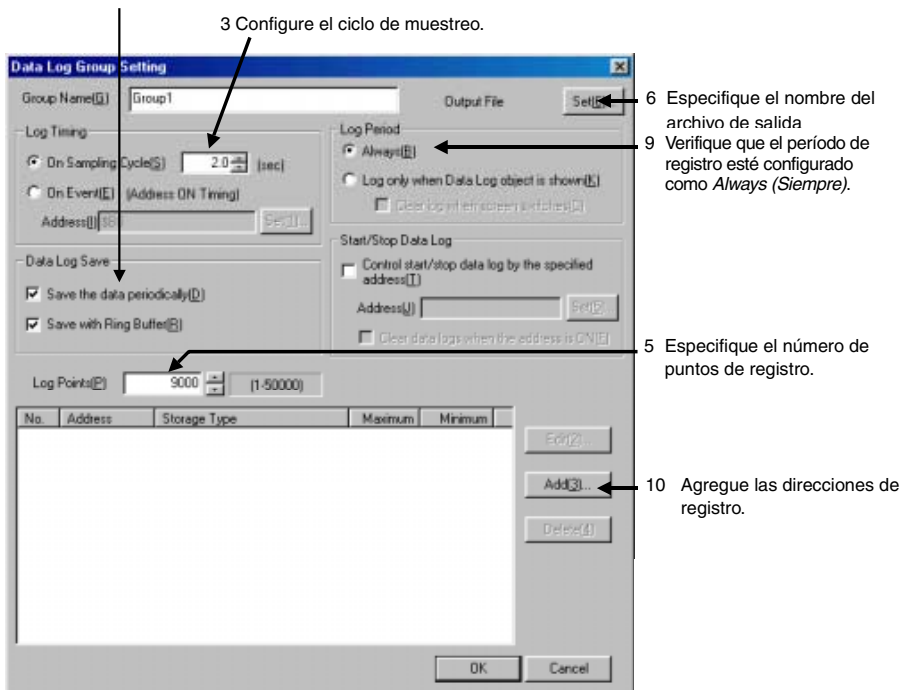 3 Configure el ciclo de muestreo.
Data Log Group Setting
Group Name(G) Group1 Output File Set(F)
6 Especifique el nombre del
archivo de salida
Log Timing
On Sampling Cycle(S) 2.0 (sec)
On Event(E) (Address ON Timing)
Address(I)
Log Period
Always(B)
Log only when Data Log object is shown(K)
Clear log when screen switches(C)
9 Verifique que el período de
registro esté configurado
como Always (Siempre).
Data Log Save
Save the data periodically(D)
Save with Ring Buffer(R)
Start/Stop Data Log
Control start/stop data log by the specified
address(T)
Address(J)
Clear data logs when the address is ON
5 Especifique el número de
puntos de registro.
Log Points(P) 9000 (1-50000)
No. Address Storage Type Maximum Minimum
Edit(2)...
Add(3)...
Delete(4)
10 Agregue las direcciones de
registro.
OK Cancel